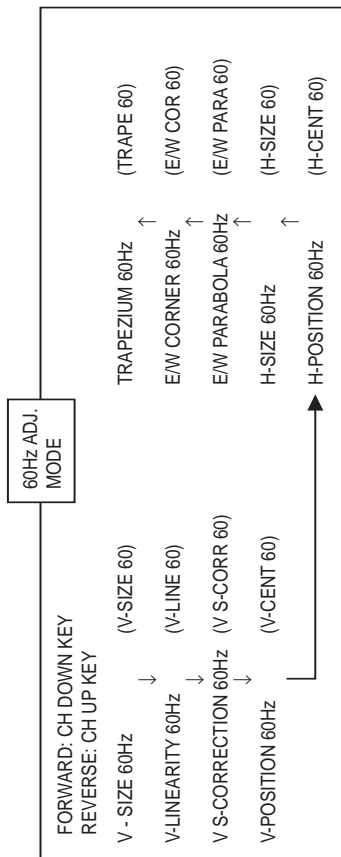 60Hz ADJ.
MODE
FORWARD: CH DOWN KEY
REVERSE: CH UP KEY
V - SIZE 60Hz (V-SIZE 60)
↓
V-LINEARITY 60Hz (V-LINE 60)
↓
V S-CORRECTION 60Hz (V S-CORR 60)
↓
V-POSITION 60Hz (V-CENT 60)
TRAPEZIUM 60Hz (TRAPE 60)
↑
E/W CORNER 60Hz (E/W COR 60)
↑
E/W PARABOLA 60Hz (E/W PARA 60)
↑
H-SIZE 60Hz (H-SIZE 60)
↑
H-POSITION 60Hz (H-CENT 60)